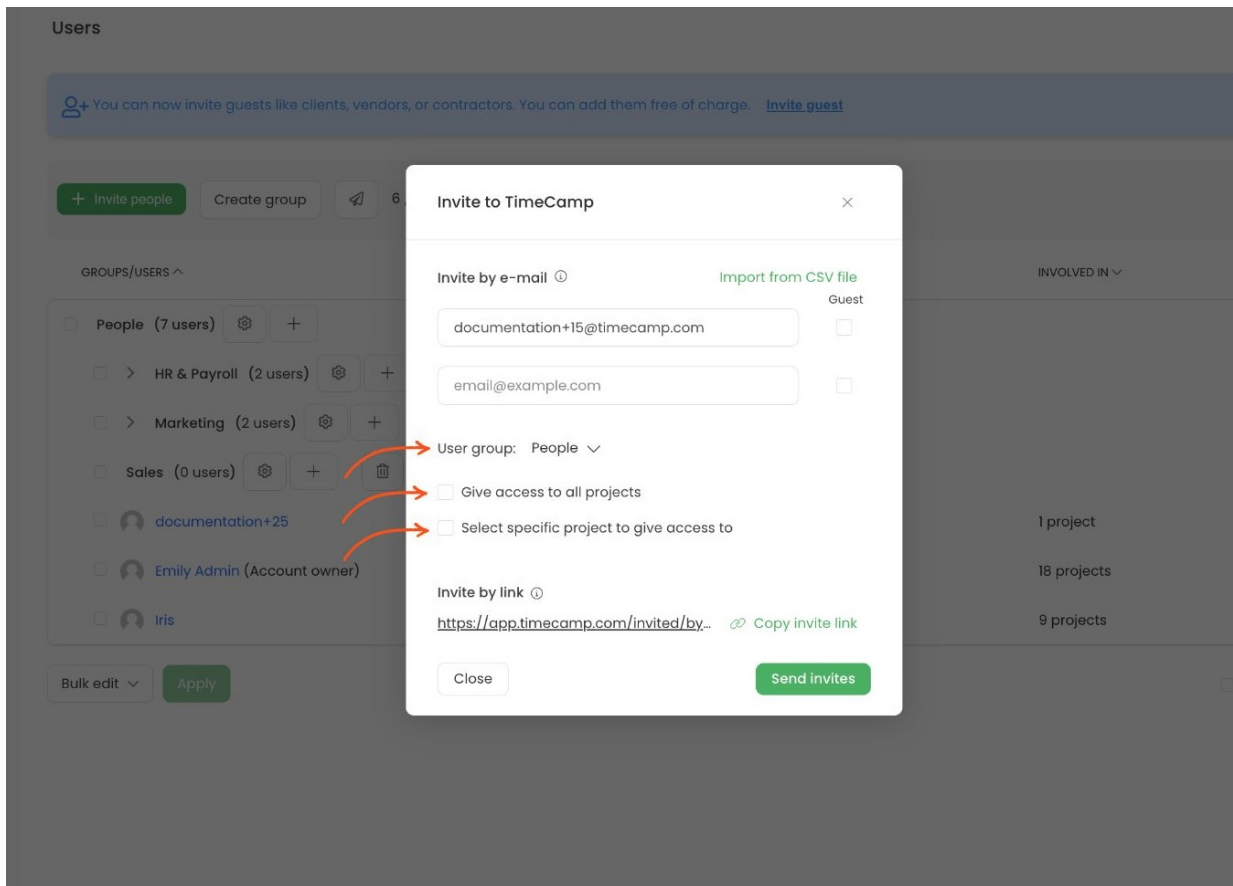 Users
You can now invite guests like clients, vendors, or contractors. You can add them free of charge. Invite guest
+ Invite people Create group 6
Invite to TimeCamp
GROUPS/USERS
INVOLVED IN
Invite by e-mail Import from CSV file
Guest
documentation+15@timecamp.com
email@example.com
People (7 users)
HR & Payroll (2 users)
Marketing (2 users)
Sales (0 users)
User group: People
Give access to all projects
Select specific project to give access to
documentation+25 1 project
Emily Admin (Account owner) 18 projects
Iris 9 projects
Invite by link
https://app.timecamp.com/invited/by... Copy invite link
Close Send invites
Bulk edit Apply